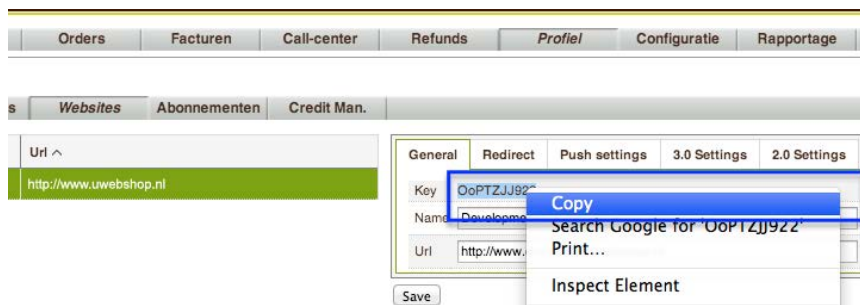 Orders Facturen Call-center Refunds Profiel Configuratie Rapportage
s Websites Abonnementen Credit Man.
Url
http://www.uwebshop.nl
General Redirect Push settings 3.0 Settings 2.0 Settings
Key OoPTZJJ922
Name Developme
Url http://www.
Copy
Search Google for 'OoPTZJJ922'
Print...
Inspect Element
Save